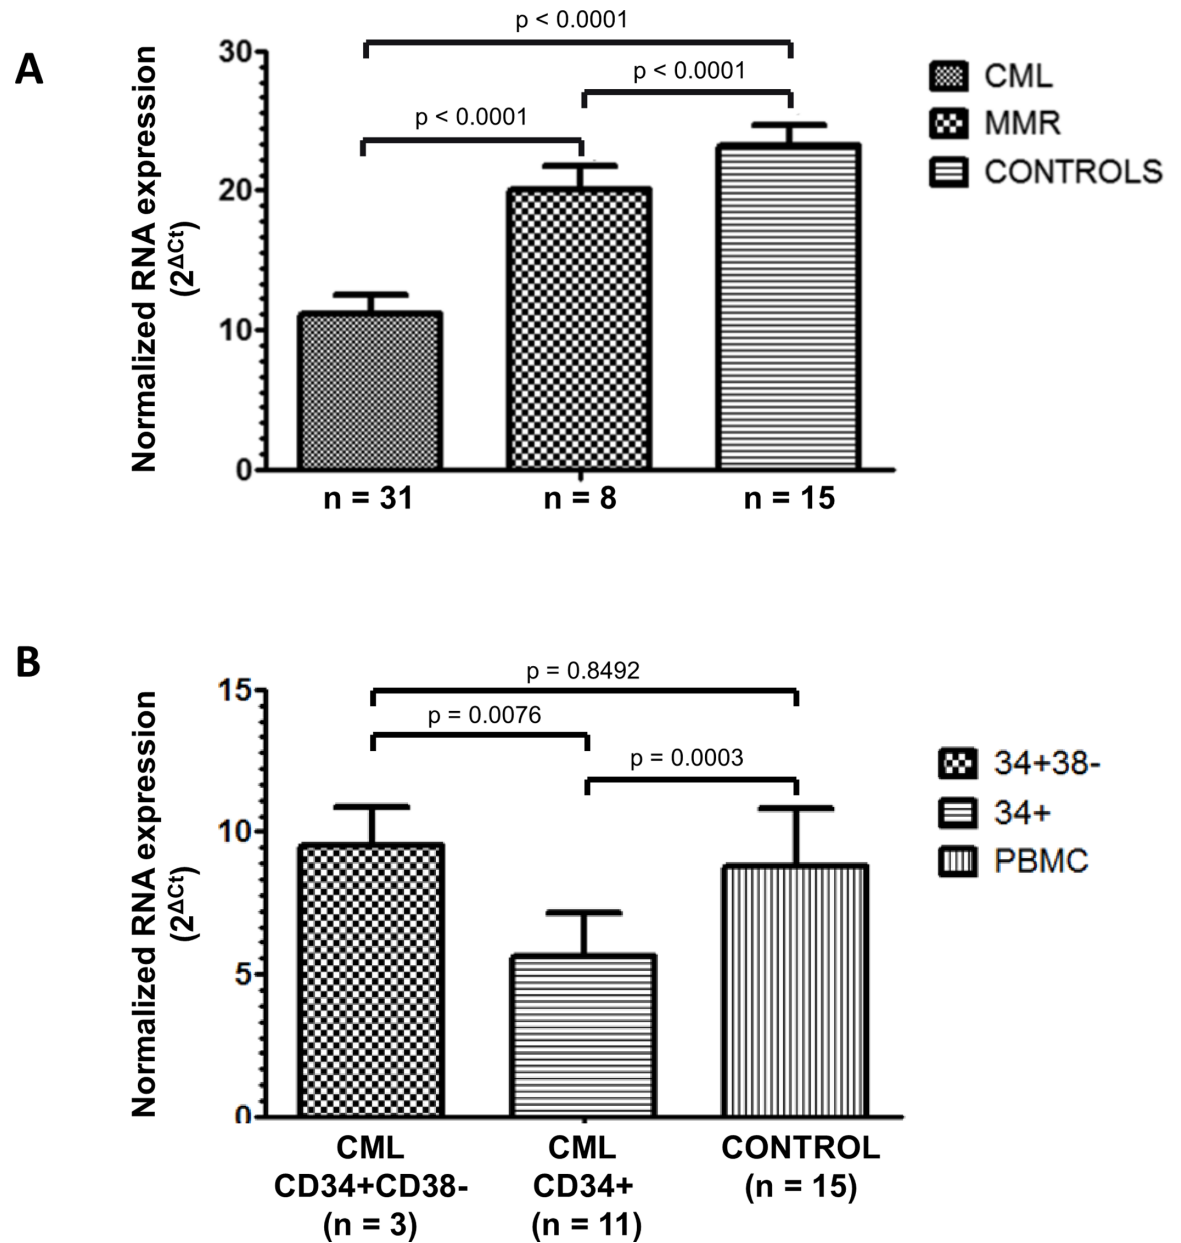 A
Normalized RNA expression
(2ΔCt)
30
20
10
0
p < 0.0001
p < 0.0001
p < 0.0001
n = 31
n = 8
n = 15
CML
MMR
CONTROLS
B
Normalized RNA expression
(2ΔCt)
15
10
5
0
p = 0.8492
p = 0.0076
p = 0.0003
CML
CD34+CD38-
(n = 3)
CML
CD34+
(n = 11)
CONTROL
(n = 15)
34+38-
34+
PBMC